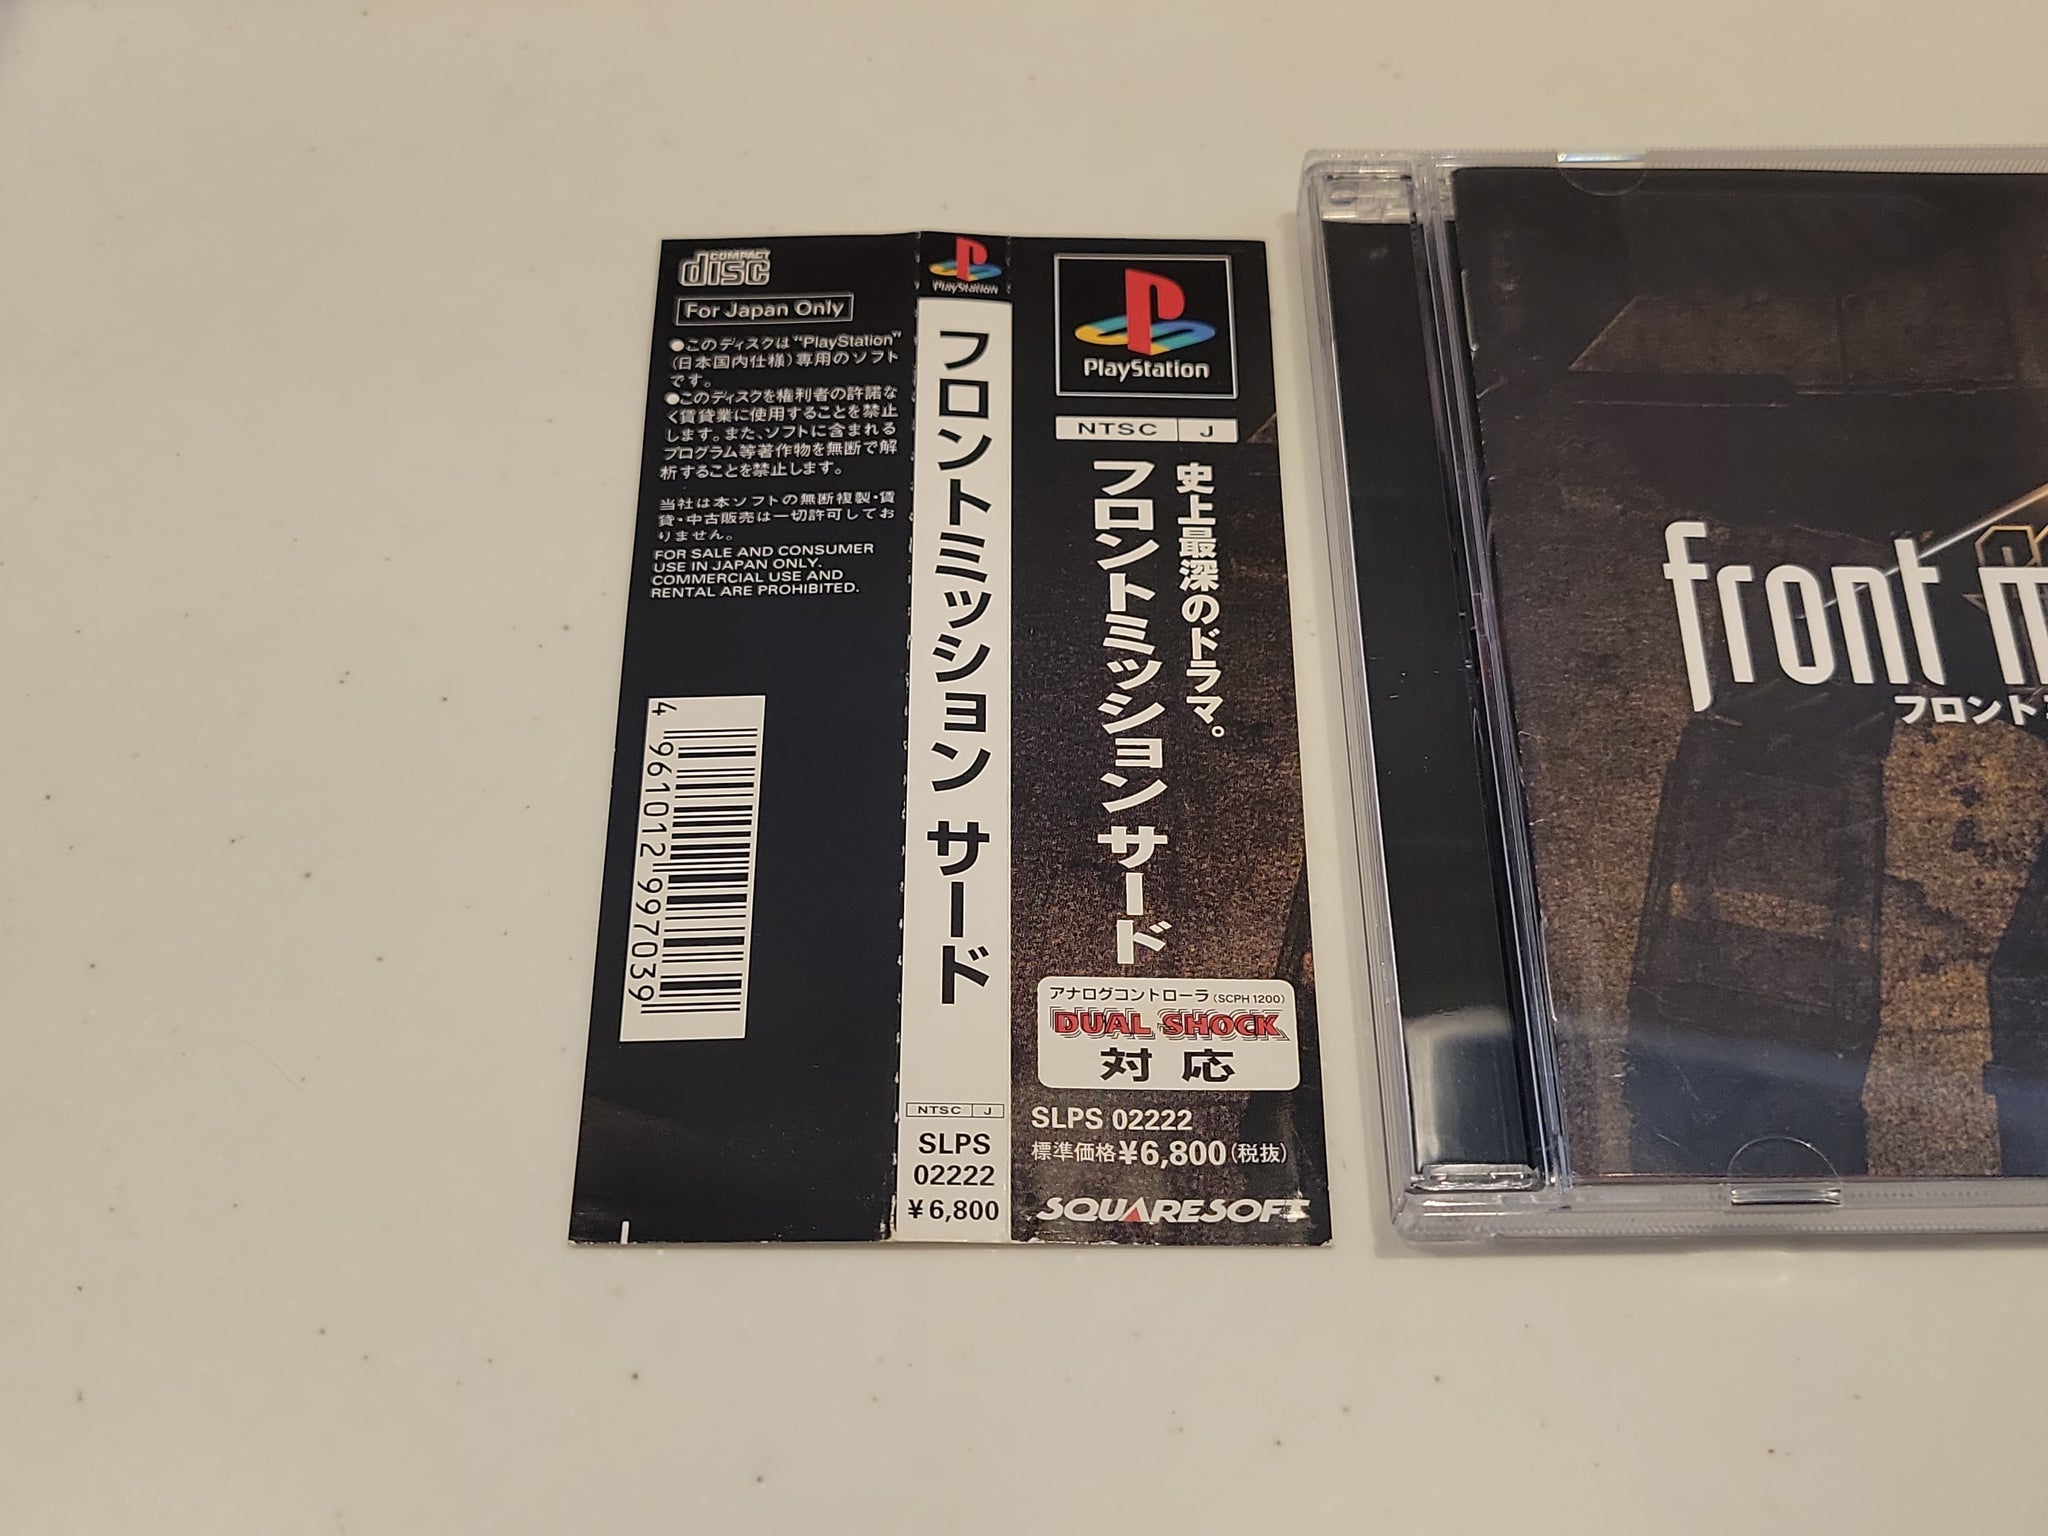 COMPACT
disc
For Japan Only
●このディスクは"PlayStation"
(日本国内仕様)専用のソフト
です。
●このディスクを権利者の許諾な
く賃貸業に使用することを禁止
します。また、ソフトに含まれる
プログラム等著作物を無断で解
析することを禁止します。
当社は本ソフトの無断複製・賃
貸・中古販売は一切許可してお
りません。
FOR SALE AND CONSUMER
USE IN JAPAN ONLY.
COMMERCIAL USE AND
RENTAL ARE PROHIBITED.
4 961012 997039
PlayStation
フロントミッション サード
NTSC J
SLPS
02222
¥6,800
PlayStation
NTSC J
史上最深のドラマ。
フロントミッション サード
アナログコントローラ(SCPH 1200)
DUAL SHOCK
対応
SLPS 02222
標準価格¥6,800(税抜)
SQUARESOFT
front m
フロント